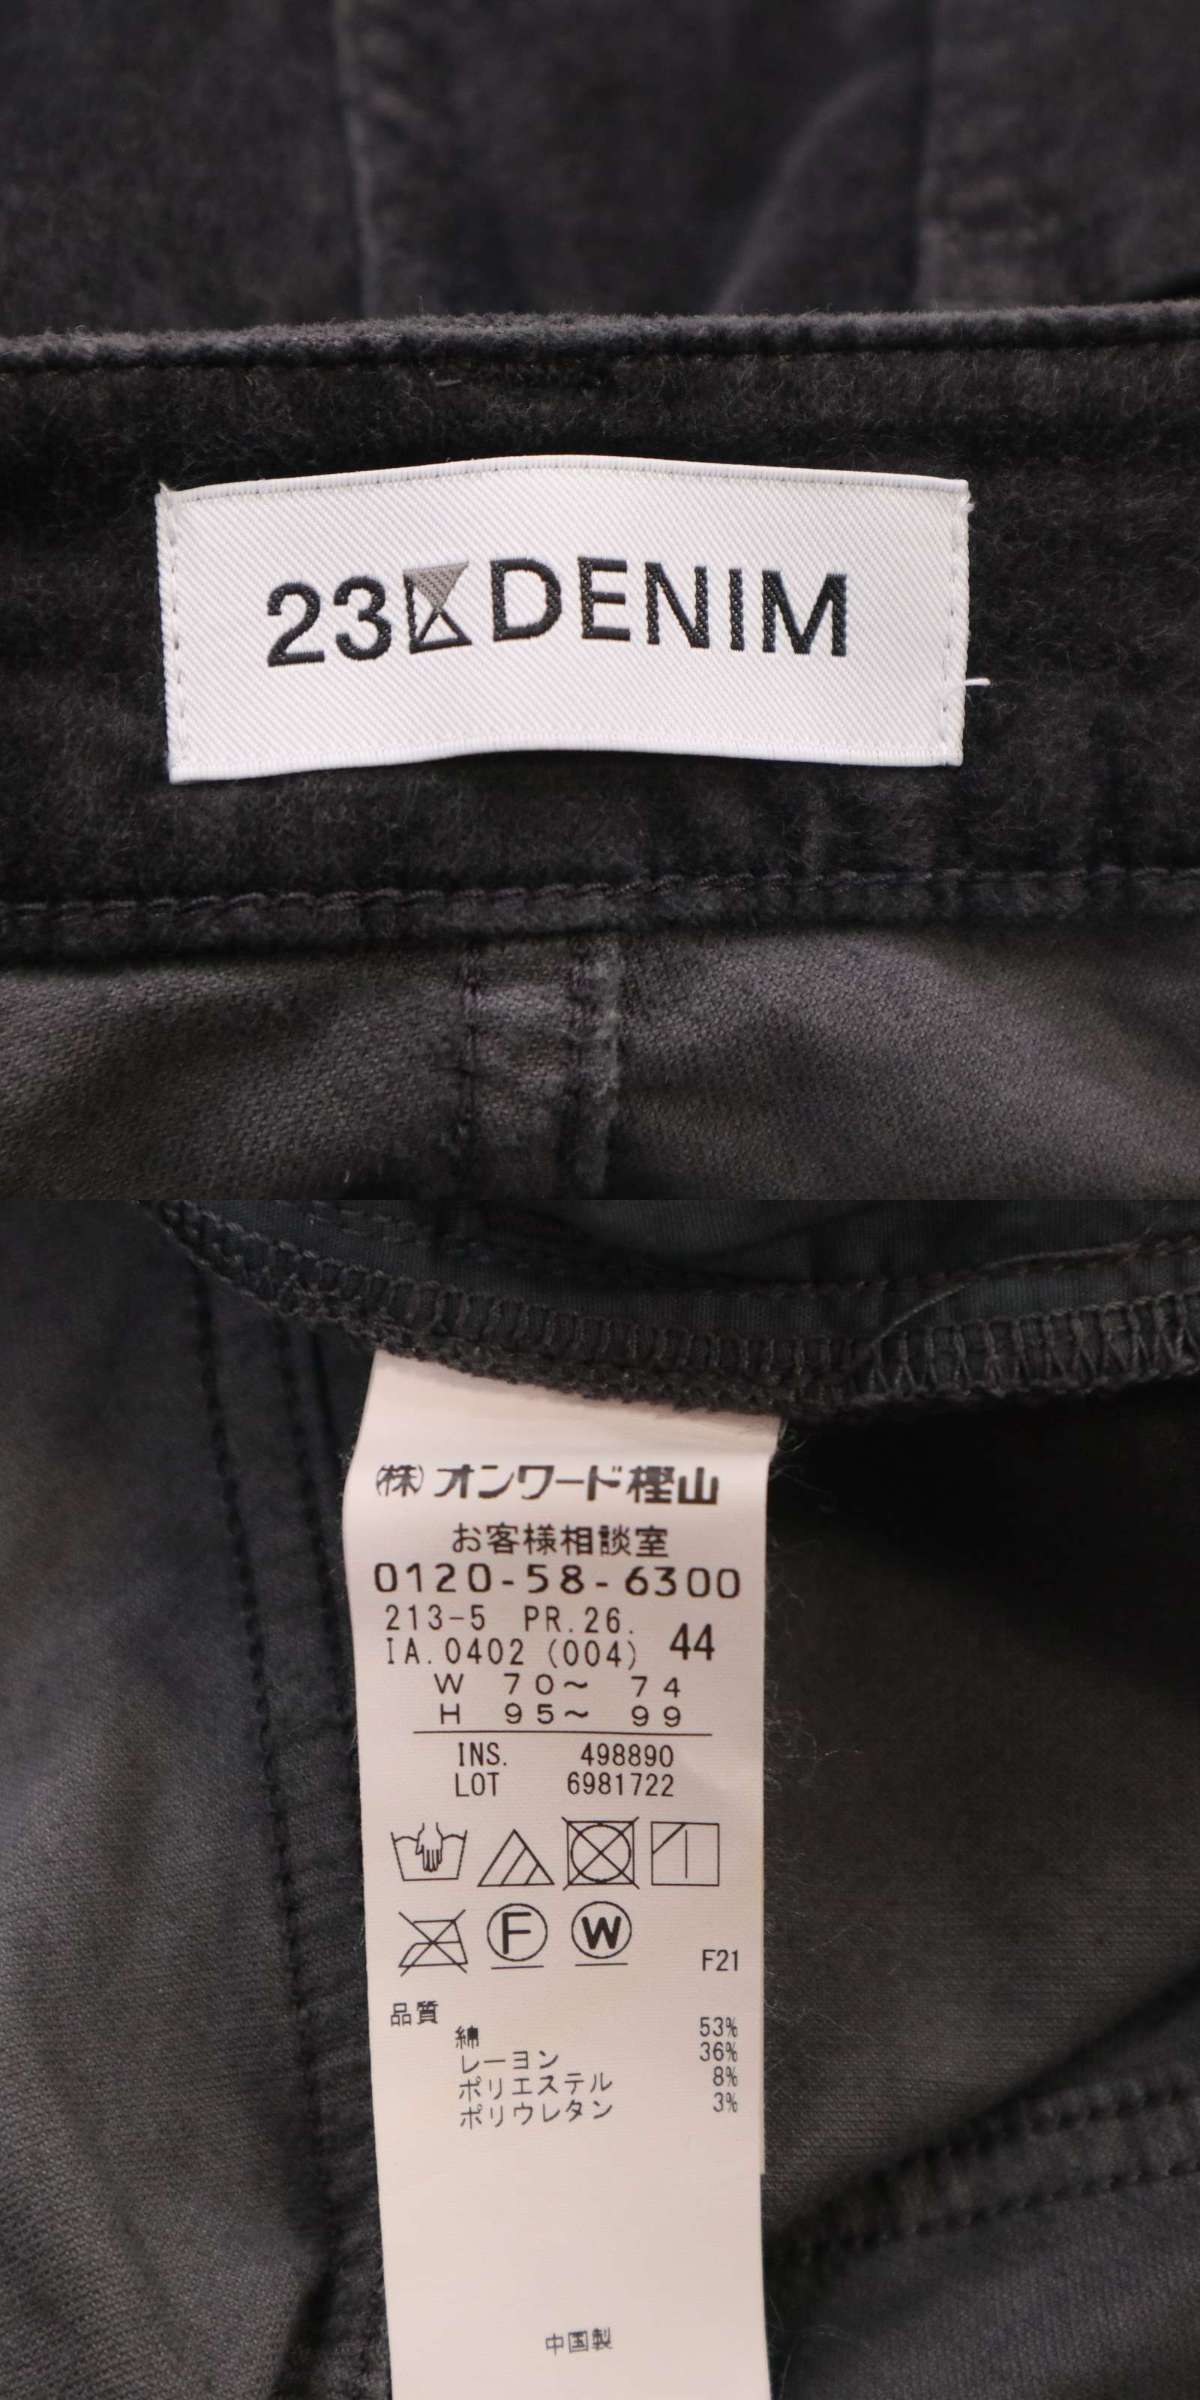 23区DENIM
㈱オンワード樫山
お客様相談室
0120-58-6300
213-5 PR.26.
IA.0402(004) 44
W 70～ 74
H 95～ 99
INS. 498890
LOT 6981722
F
W
F21
品質
綿 53%
レーヨン 36%
ポリエステル 8%
ポリウレタン 3%
中国製